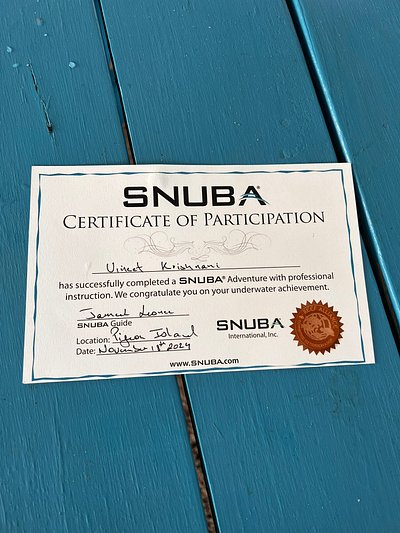 SNUBA®
CERTIFICATE OF PARTICIPATION
Vineet Krishnani
has successfully completed a SNUBA® Adventure with professional
instruction. We congratulate you on your underwater achievement.
SNUBA Guide
Location: Pigeon Island
Date: November 18th 2024
SNUBA
International, Inc.
www.SNUBA.com